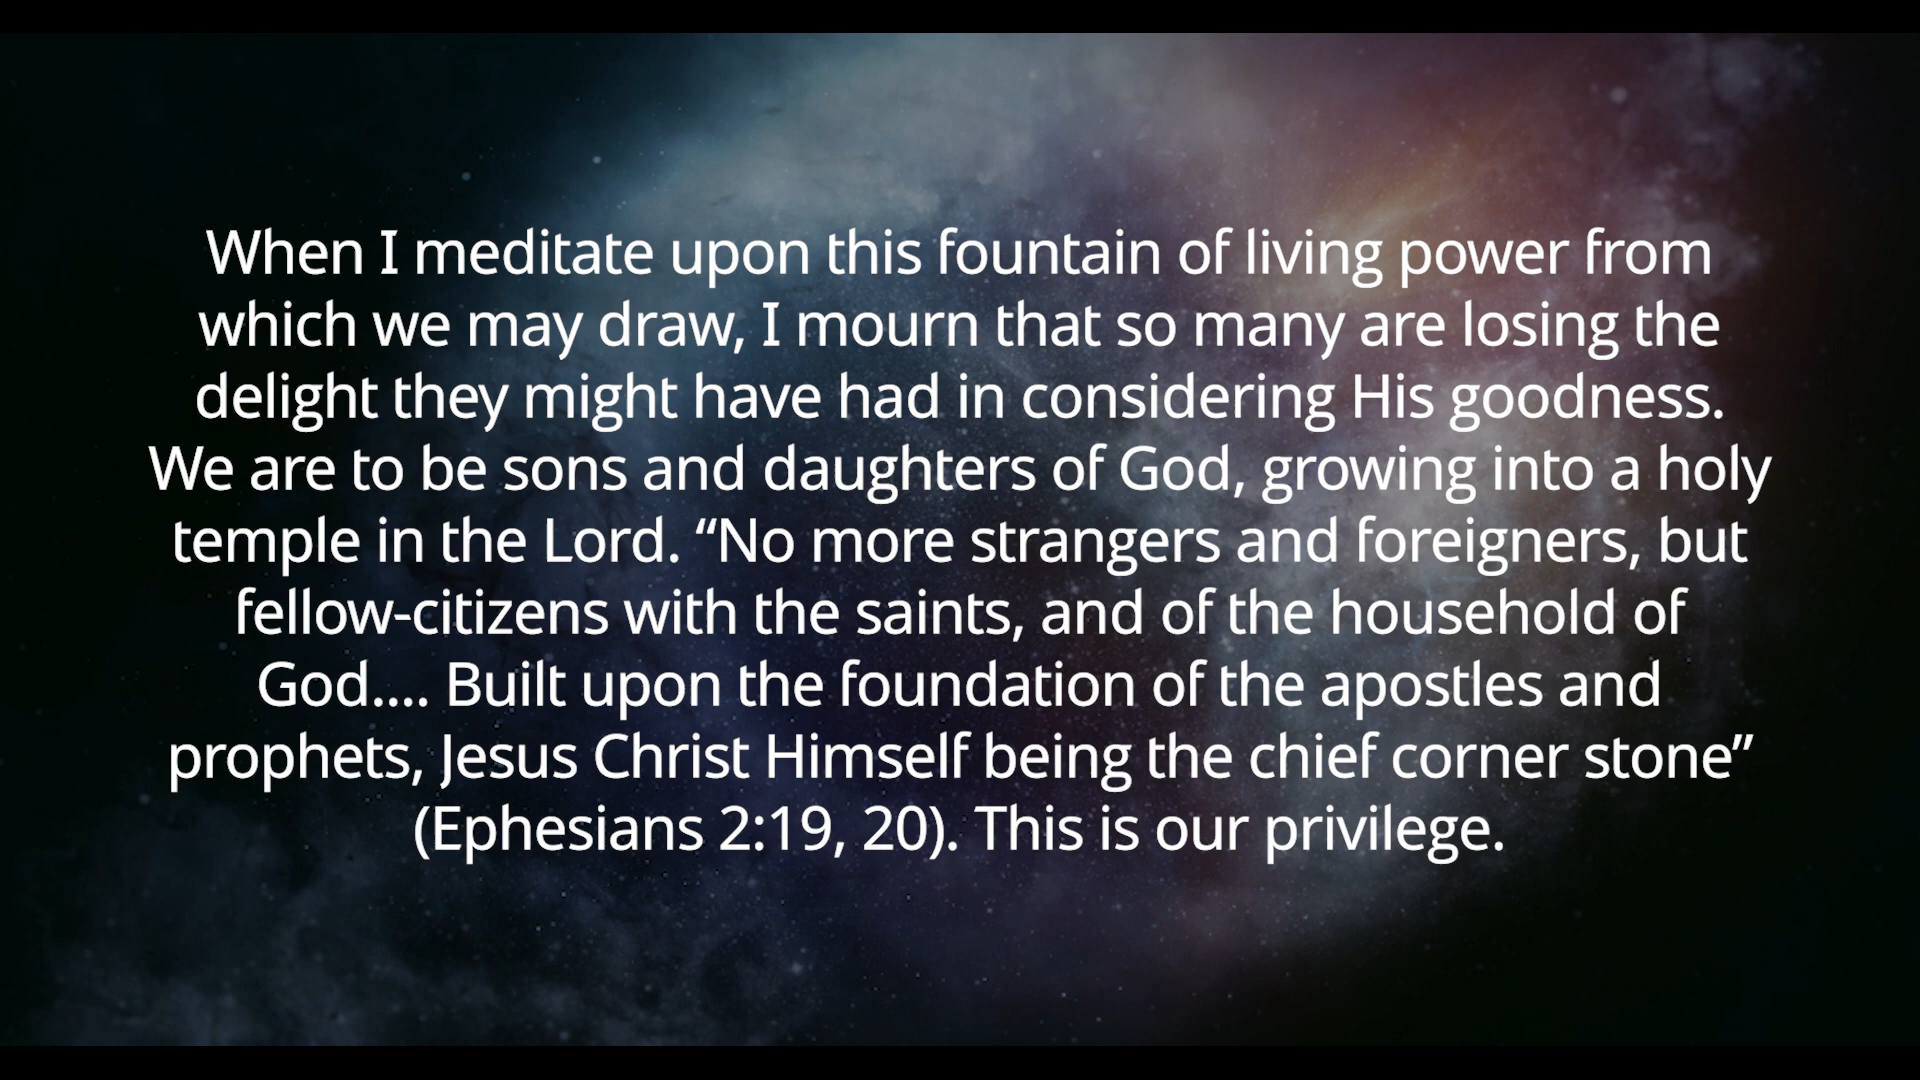 When I meditate upon this fountain of living power from
which we may draw, I mourn that so many are losing the
delight they might have had in considering His goodness.
We are to be sons and daughters of God, growing into a holy
temple in the Lord. “No more strangers and foreigners, but
fellow-citizens with the saints, and of the household of
God.... Built upon the foundation of the apostles and
prophets, Jesus Christ Himself being the chief corner stone”
(Ephesians 2:19, 20). This is our privilege.